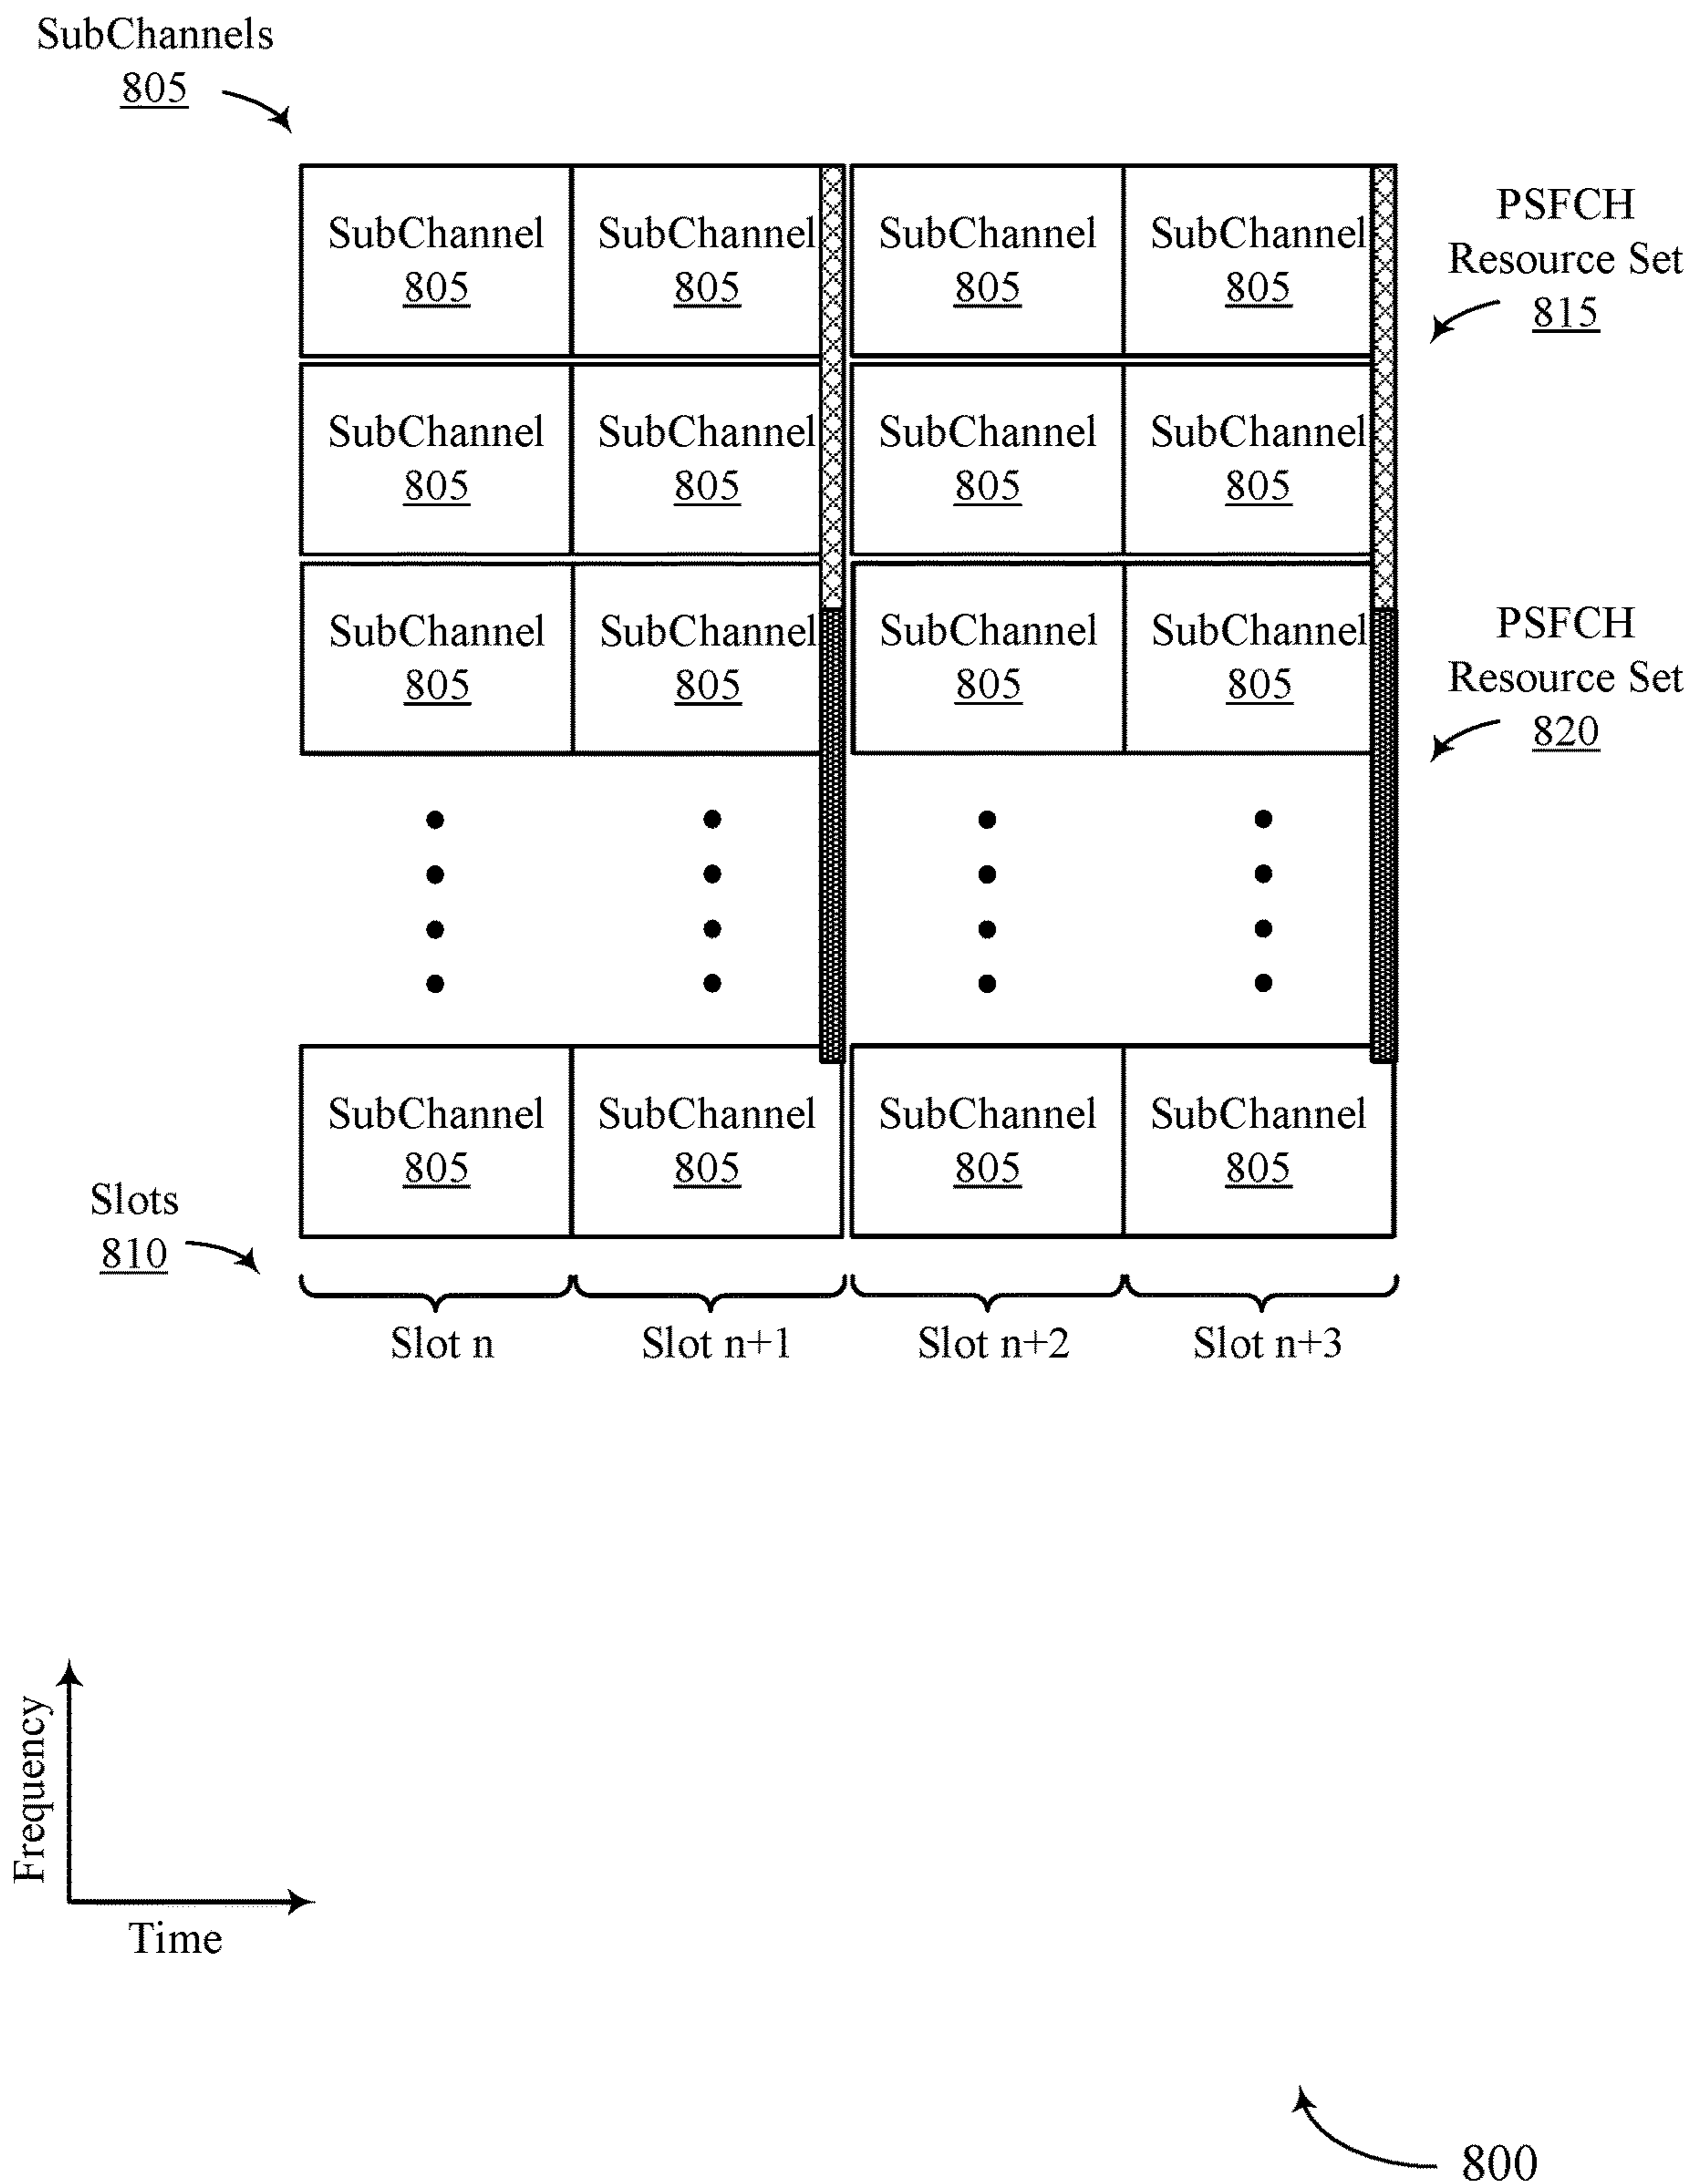 SubChannels
805
SubChannel SubChannel SubChannel SubChannel
805 805 805 805
PSFCH
Resource Set
815
SubChannel SubChannel SubChannel SubChannel
805 805 805 805
SubChannel SubChannel SubChannel SubChannel
805 805 805 805
PSFCH
Resource Set
820
SubChannel SubChannel SubChannel SubChannel
805 805 805 805
Slots
810
Slot n Slot n+1 Slot n+2 Slot n+3
Frequency
Time
800